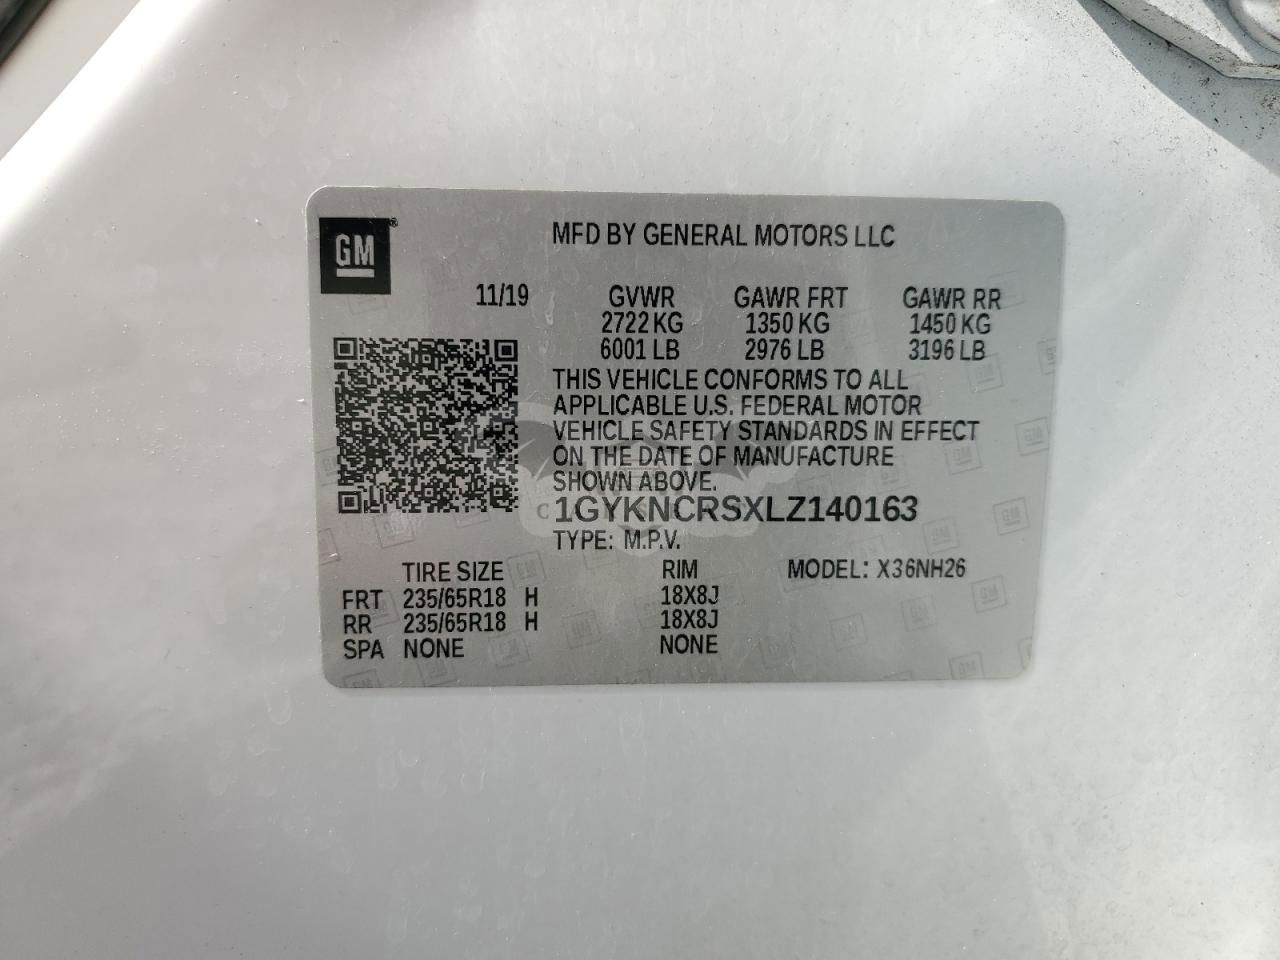 GM
MFD BY GENERAL MOTORS LLC
11/19 GVWR GAWR FRT GAWR RR
2722 KG 1350 KG 1450 KG
6001 LB 2976 LB 3196 LB
THIS VEHICLE CONFORMS TO ALL
APPLICABLE U.S. FEDERAL MOTOR
VEHICLE SAFETY STANDARDS IN EFFECT
ON THE DATE OF MANUFACTURE
SHOWN ABOVE.
1GYKNCRSXLZ140163
TYPE: M.P.V.
TIRE SIZE RIM MODEL: X36NH26
FRT 235/65R18 H 18X8J
RR 235/65R18 H 18X8J
SPA NONE NONE